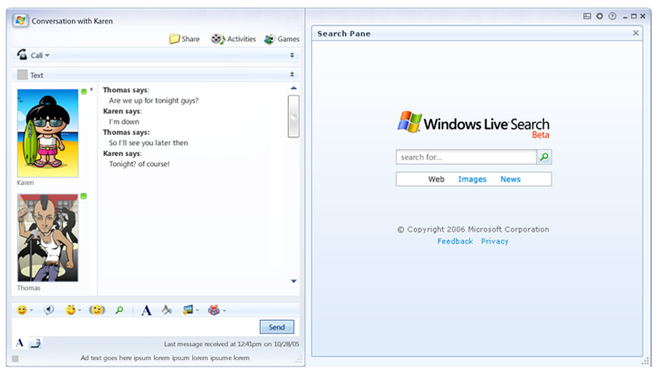 Conversation with Karen
Share
Activities
Games
Call
Text
Thomas says:
Are we up for tonight guys?
Karen says:
I'm down
Thomas says:
So I'll see you later then
Karen says:
Tonight? of course!
Karen
Thomas
A
Send
A
Last message received at 12:41pm on 10/28/05
Ad text goes here ipsum lorem ipsum lorem ipsume lorem
Search Pane
Windows Live Search
Beta
search for...
Web Images News
© Copyright 2006 Microsoft Corporation
Feedback Privacy